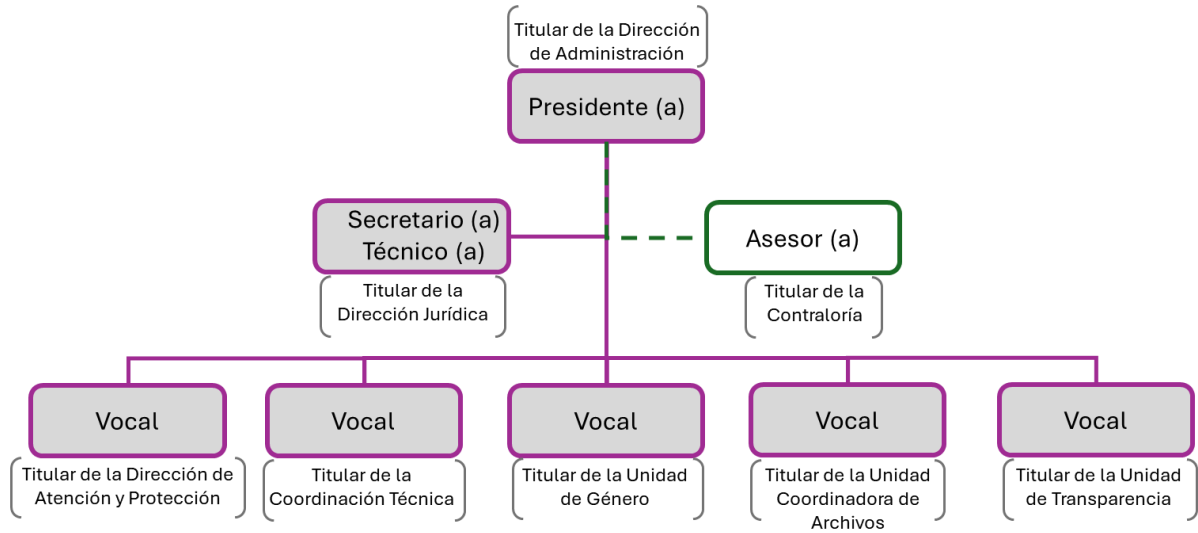 Titular de la Dirección
de Administración
Presidente (a)
Secretario (a)
Técnico (a)
Titular de la
Dirección Jurídica
Asesor (a)
Titular de la
Contraloría
Vocal
Titular de la Dirección de
Atención y Protección
Vocal
Titular de la
Coordinación Técnica
Vocal
Titular de la Unidad
de Género
Vocal
Titular de la Unidad
Coordinadora de
Archivos
Vocal
Titular de la Unidad
de Transparencia